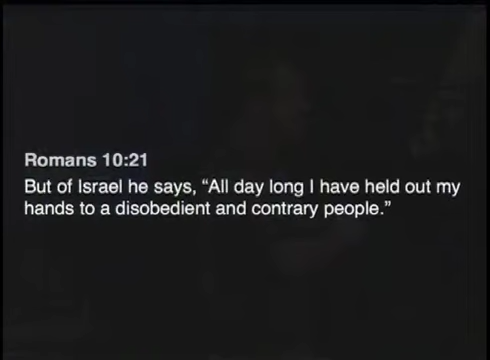 Romans 10:21
But of Israel he says, “All day long I have held out my
hands to a disobedient and contrary people.”